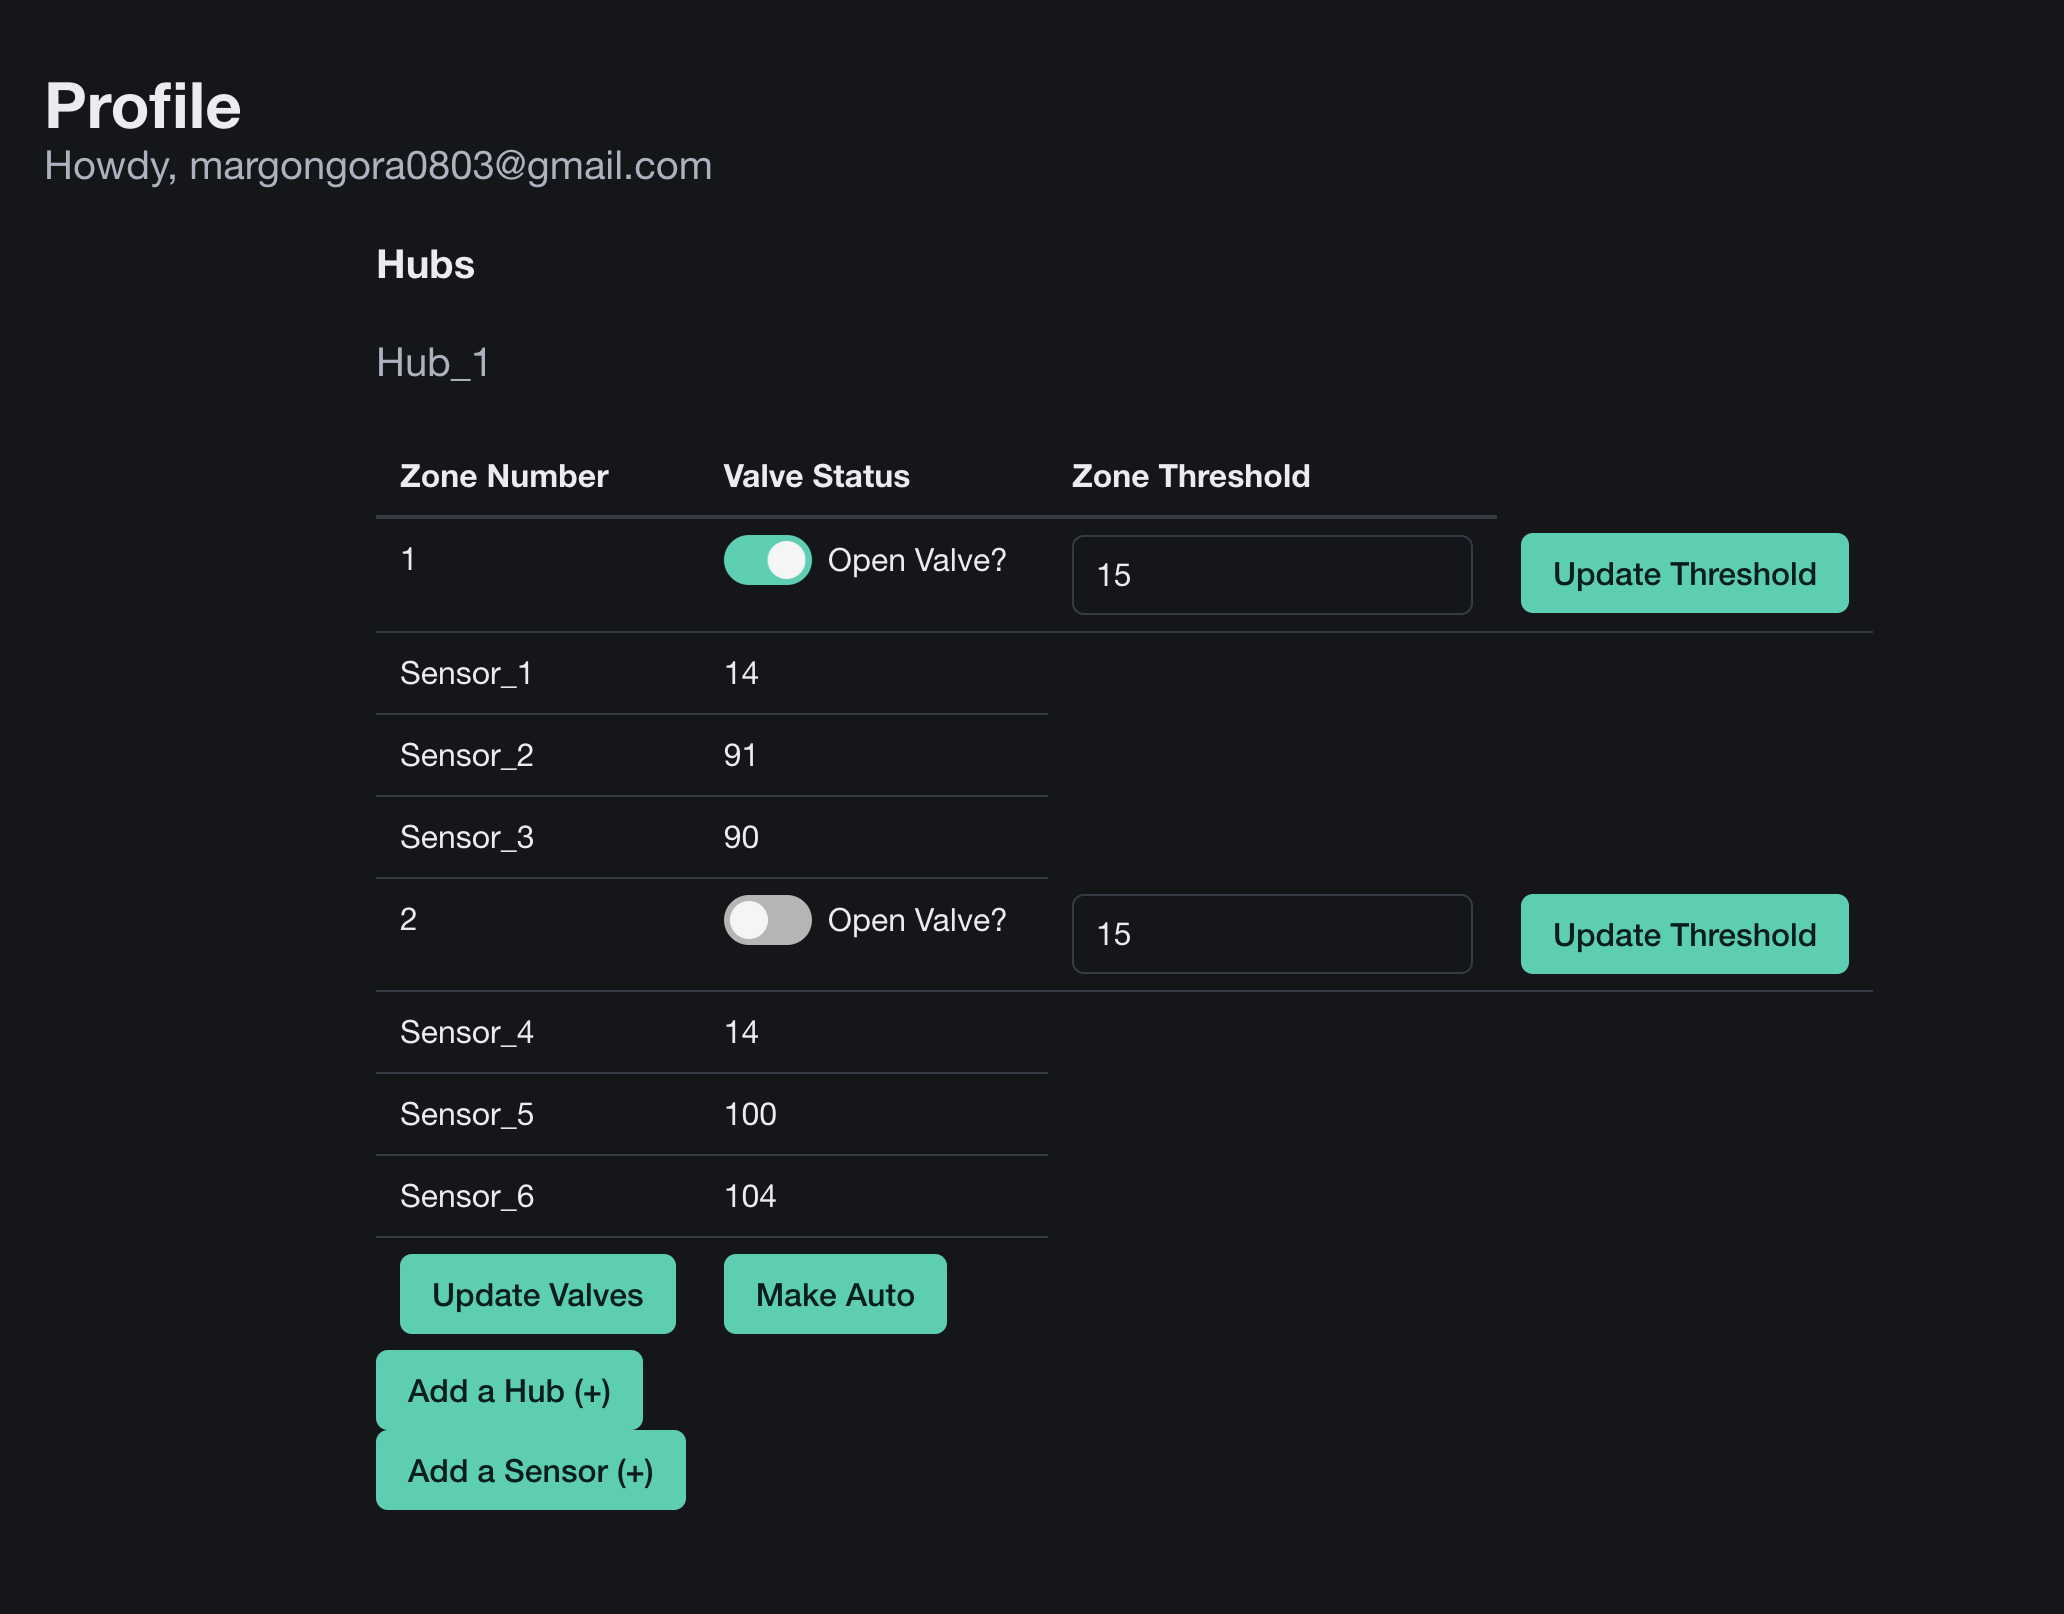 Profile
Howdy, margongora0803@gmail.com
Hubs
Hub_1
Zone Number Valve Status Zone Threshold
1 Open Valve? 15 Update Threshold
Sensor_1 14
Sensor_2 91
Sensor_3 90
2 Open Valve? 15 Update Threshold
Sensor_4 14
Sensor_5 100
Sensor_6 104
Update Valves Make Auto
Add a Hub (+)
Add a Sensor (+)